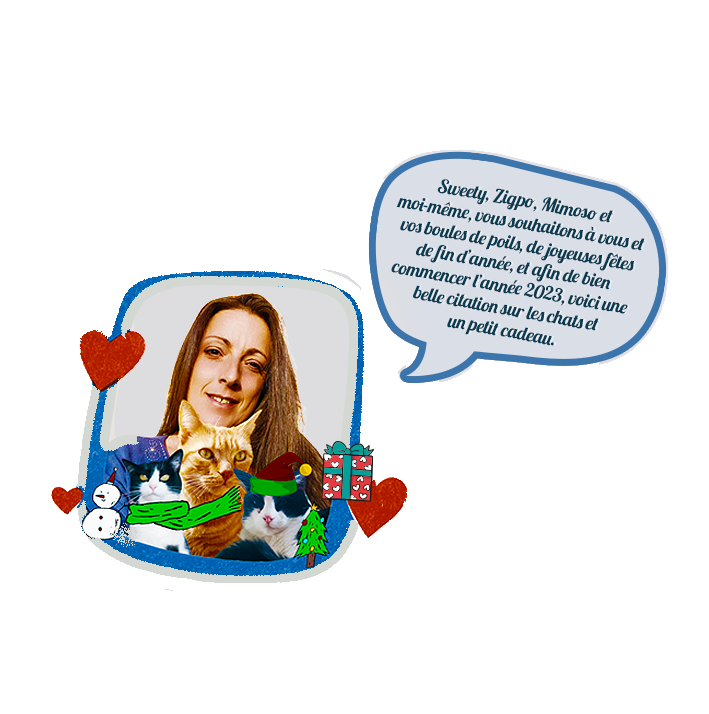 Sweety, Zigpo, Mimoso et
moi-même, vous souhaitons à vous et
vos boules de poils, de joyeuses fêtes
de fin d'année, et afin de bien
commencer l'année 2023, voici une
belle citation sur les chats et
un petit cadeau.